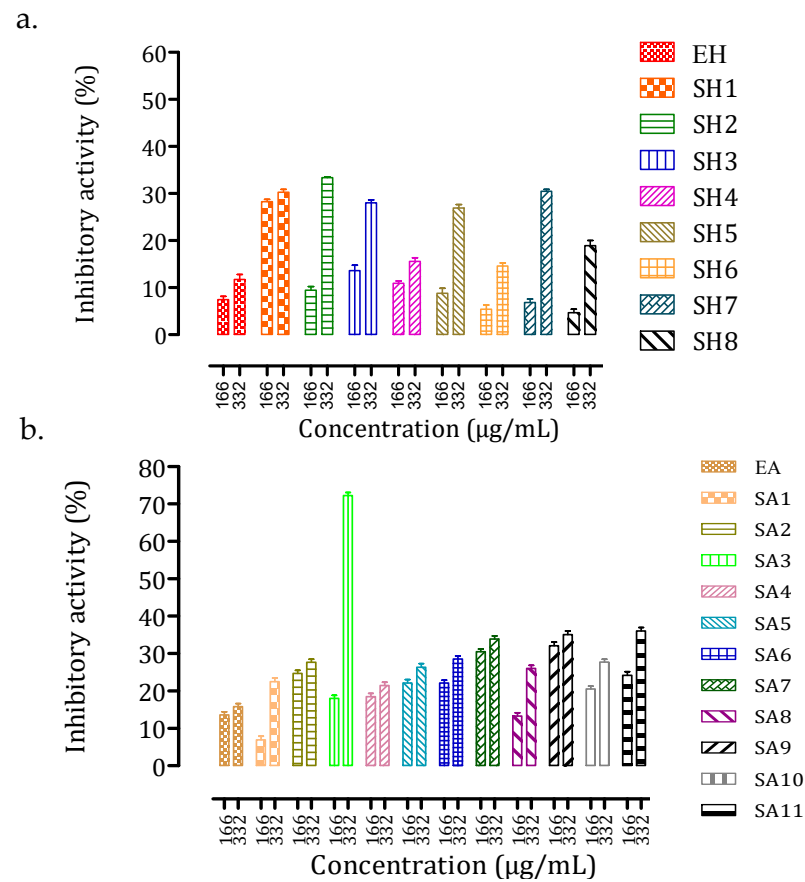 a.
Inhibitory activity (%)
60
50
40
30
20
10
0
166 332 166 332 166 332 166 332 166 332 166 332 166 332 166 332 166 332
Concentration (µg/mL)
EH
SH1
SH2
SH3
SH4
SH5
SH6
SH7
SH8
b.
Inhibitory activity (%)
80
70
60
50
40
30
20
10
0
166 332 166 332 166 332 166 332 166 332 166 332 166 332 166 332 166 332 166 332 166 332 166 332
Concentration (µg/mL)
EA
SA1
SA2
SA3
SA4
SA5
SA6
SA7
SA8
SA9
SA10
SA11